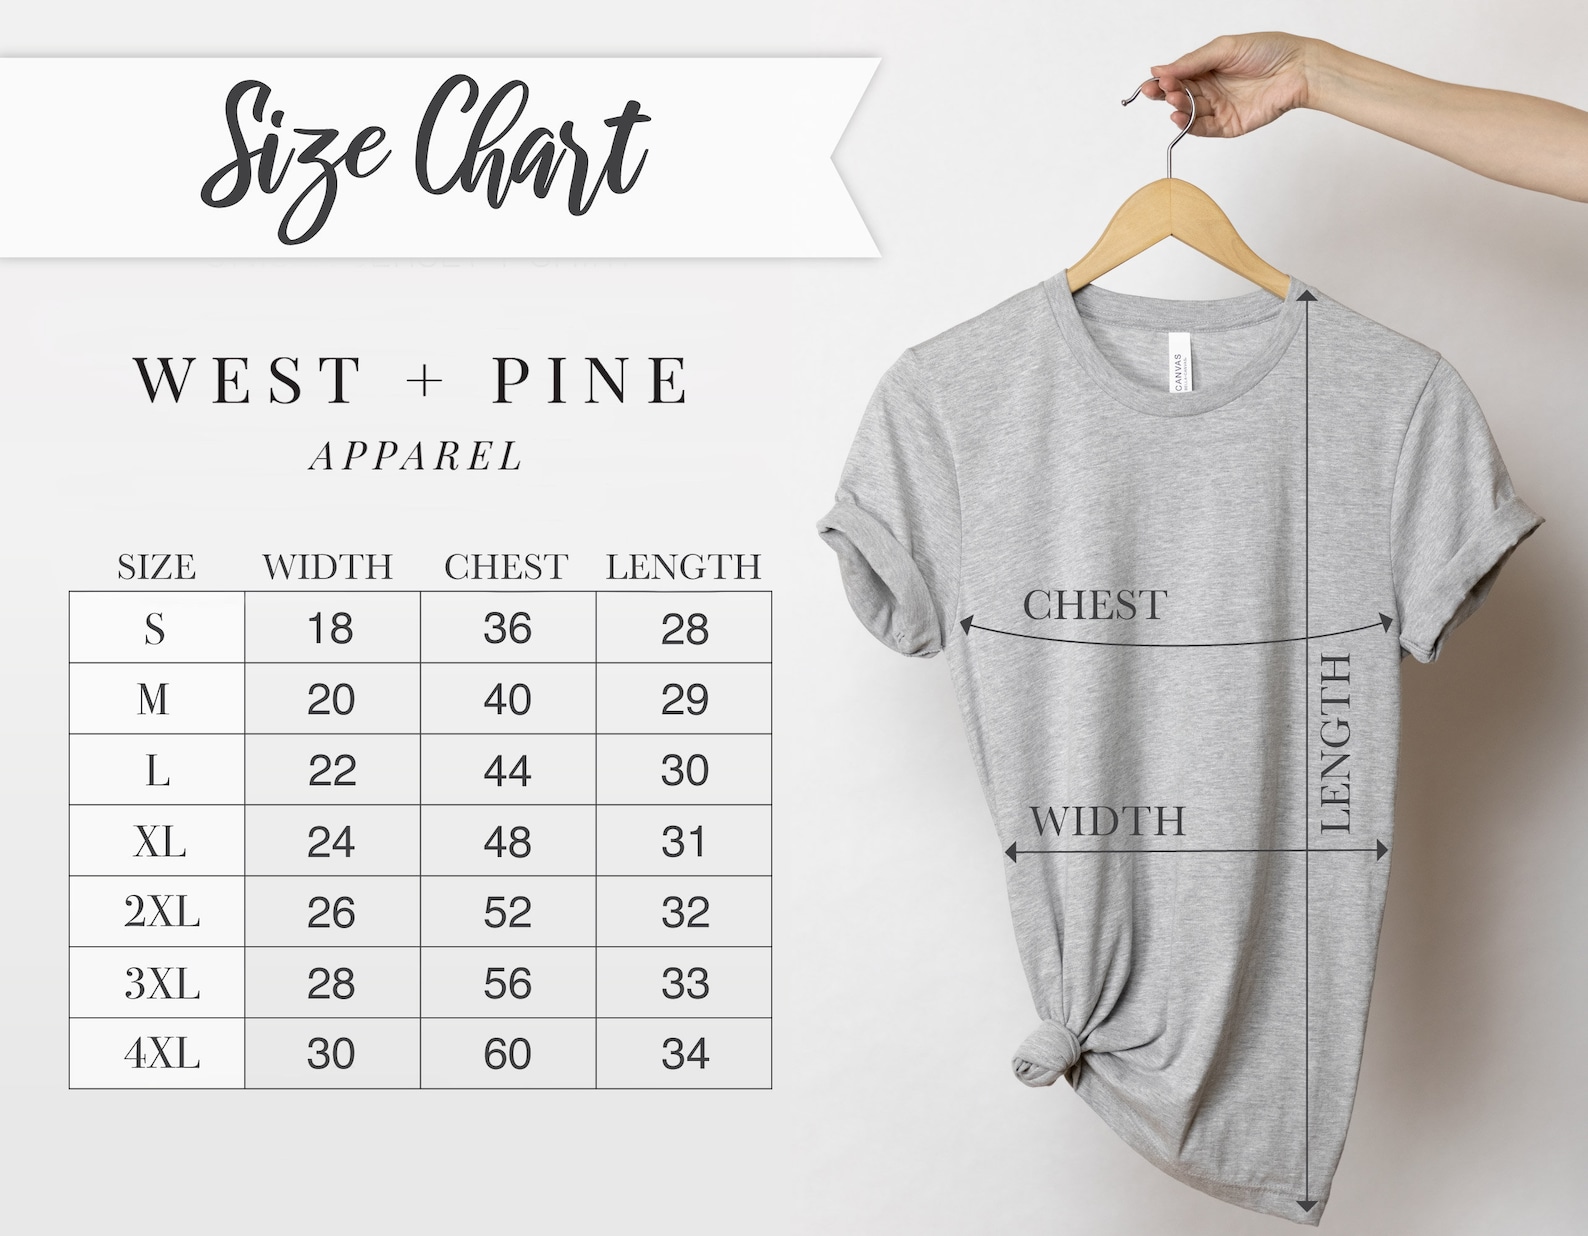 Size Chart
WEST + PINE
APPAREL
SIZE WIDTH CHEST LENGTH
S 18 36 28
M 20 40 29
L 22 44 30
XL 24 48 31
2XL 26 52 32
3XL 28 56 33
4XL 30 60 34
CANVAS
CHEST
LENGTH
WIDTH